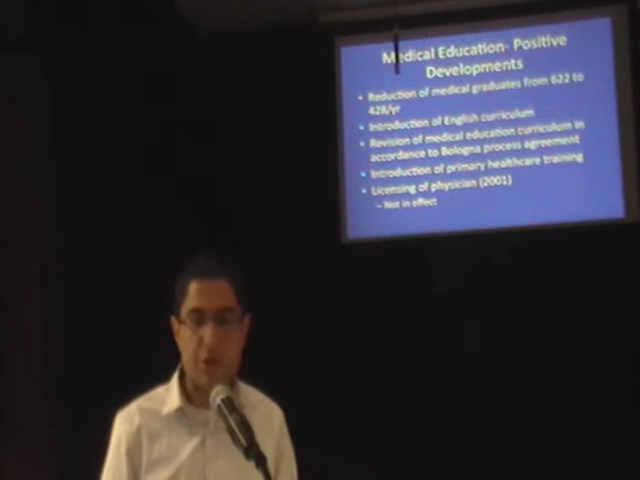 Medical Education- Positive
Developments
• Reduction of medical graduates from 622 to
428/yr
• Introduction of English curriculum
• Revision of medical education curriculum in
accordance to Bologna process agreement
• Introduction of primary healthcare training
• Licensing of physician (2001)
– Not in effect